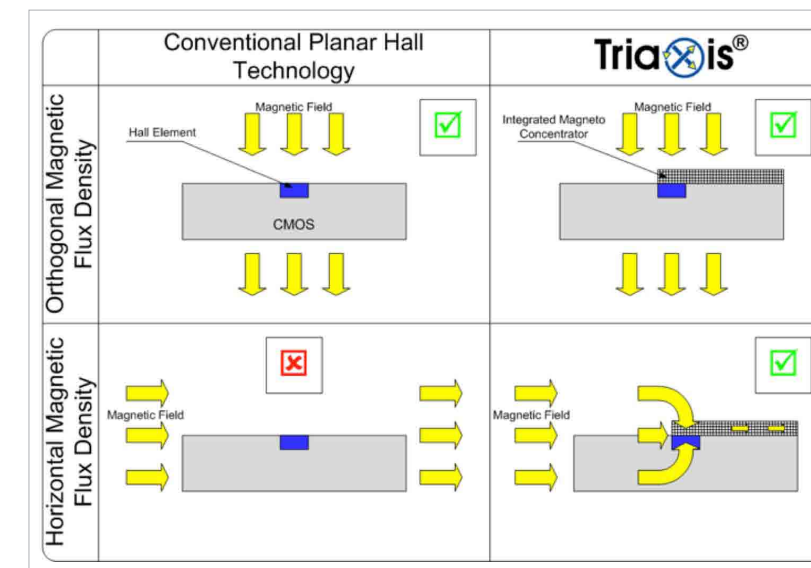 Conventional Planar Hall
Technology
Triaxis®
Orthogonal Magnetic
Flux Density
Magnetic Field
Hall Element
CMOS
Magnetic Field
Integrated Magneto
Concentrator
Horizontal Magnetic
Flux Density
Magnetic Field
Magnetic Field